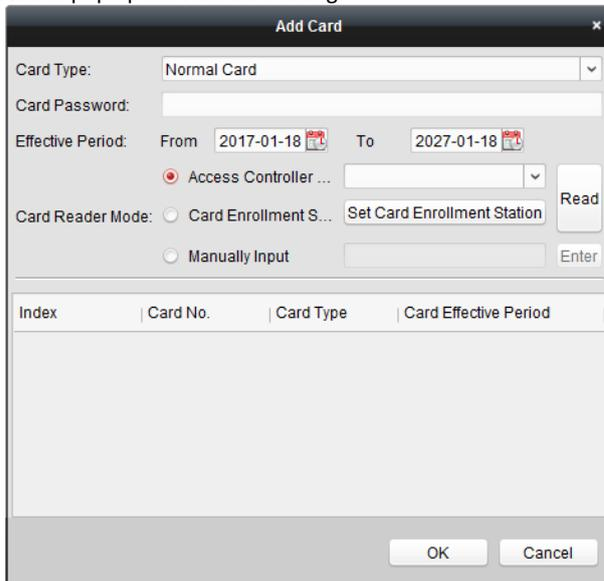 Add Card ×
Card Type: Normal Card
Card Password:
Effective Period: From 2017-01-18 To 2027-01-18
Access Controller ...
Read
Card Reader Mode: Card Enrollment S... Set Card Enrollment Station
Manually Input Enter
Index Card No. Card Type Card Effective Period
OK Cancel